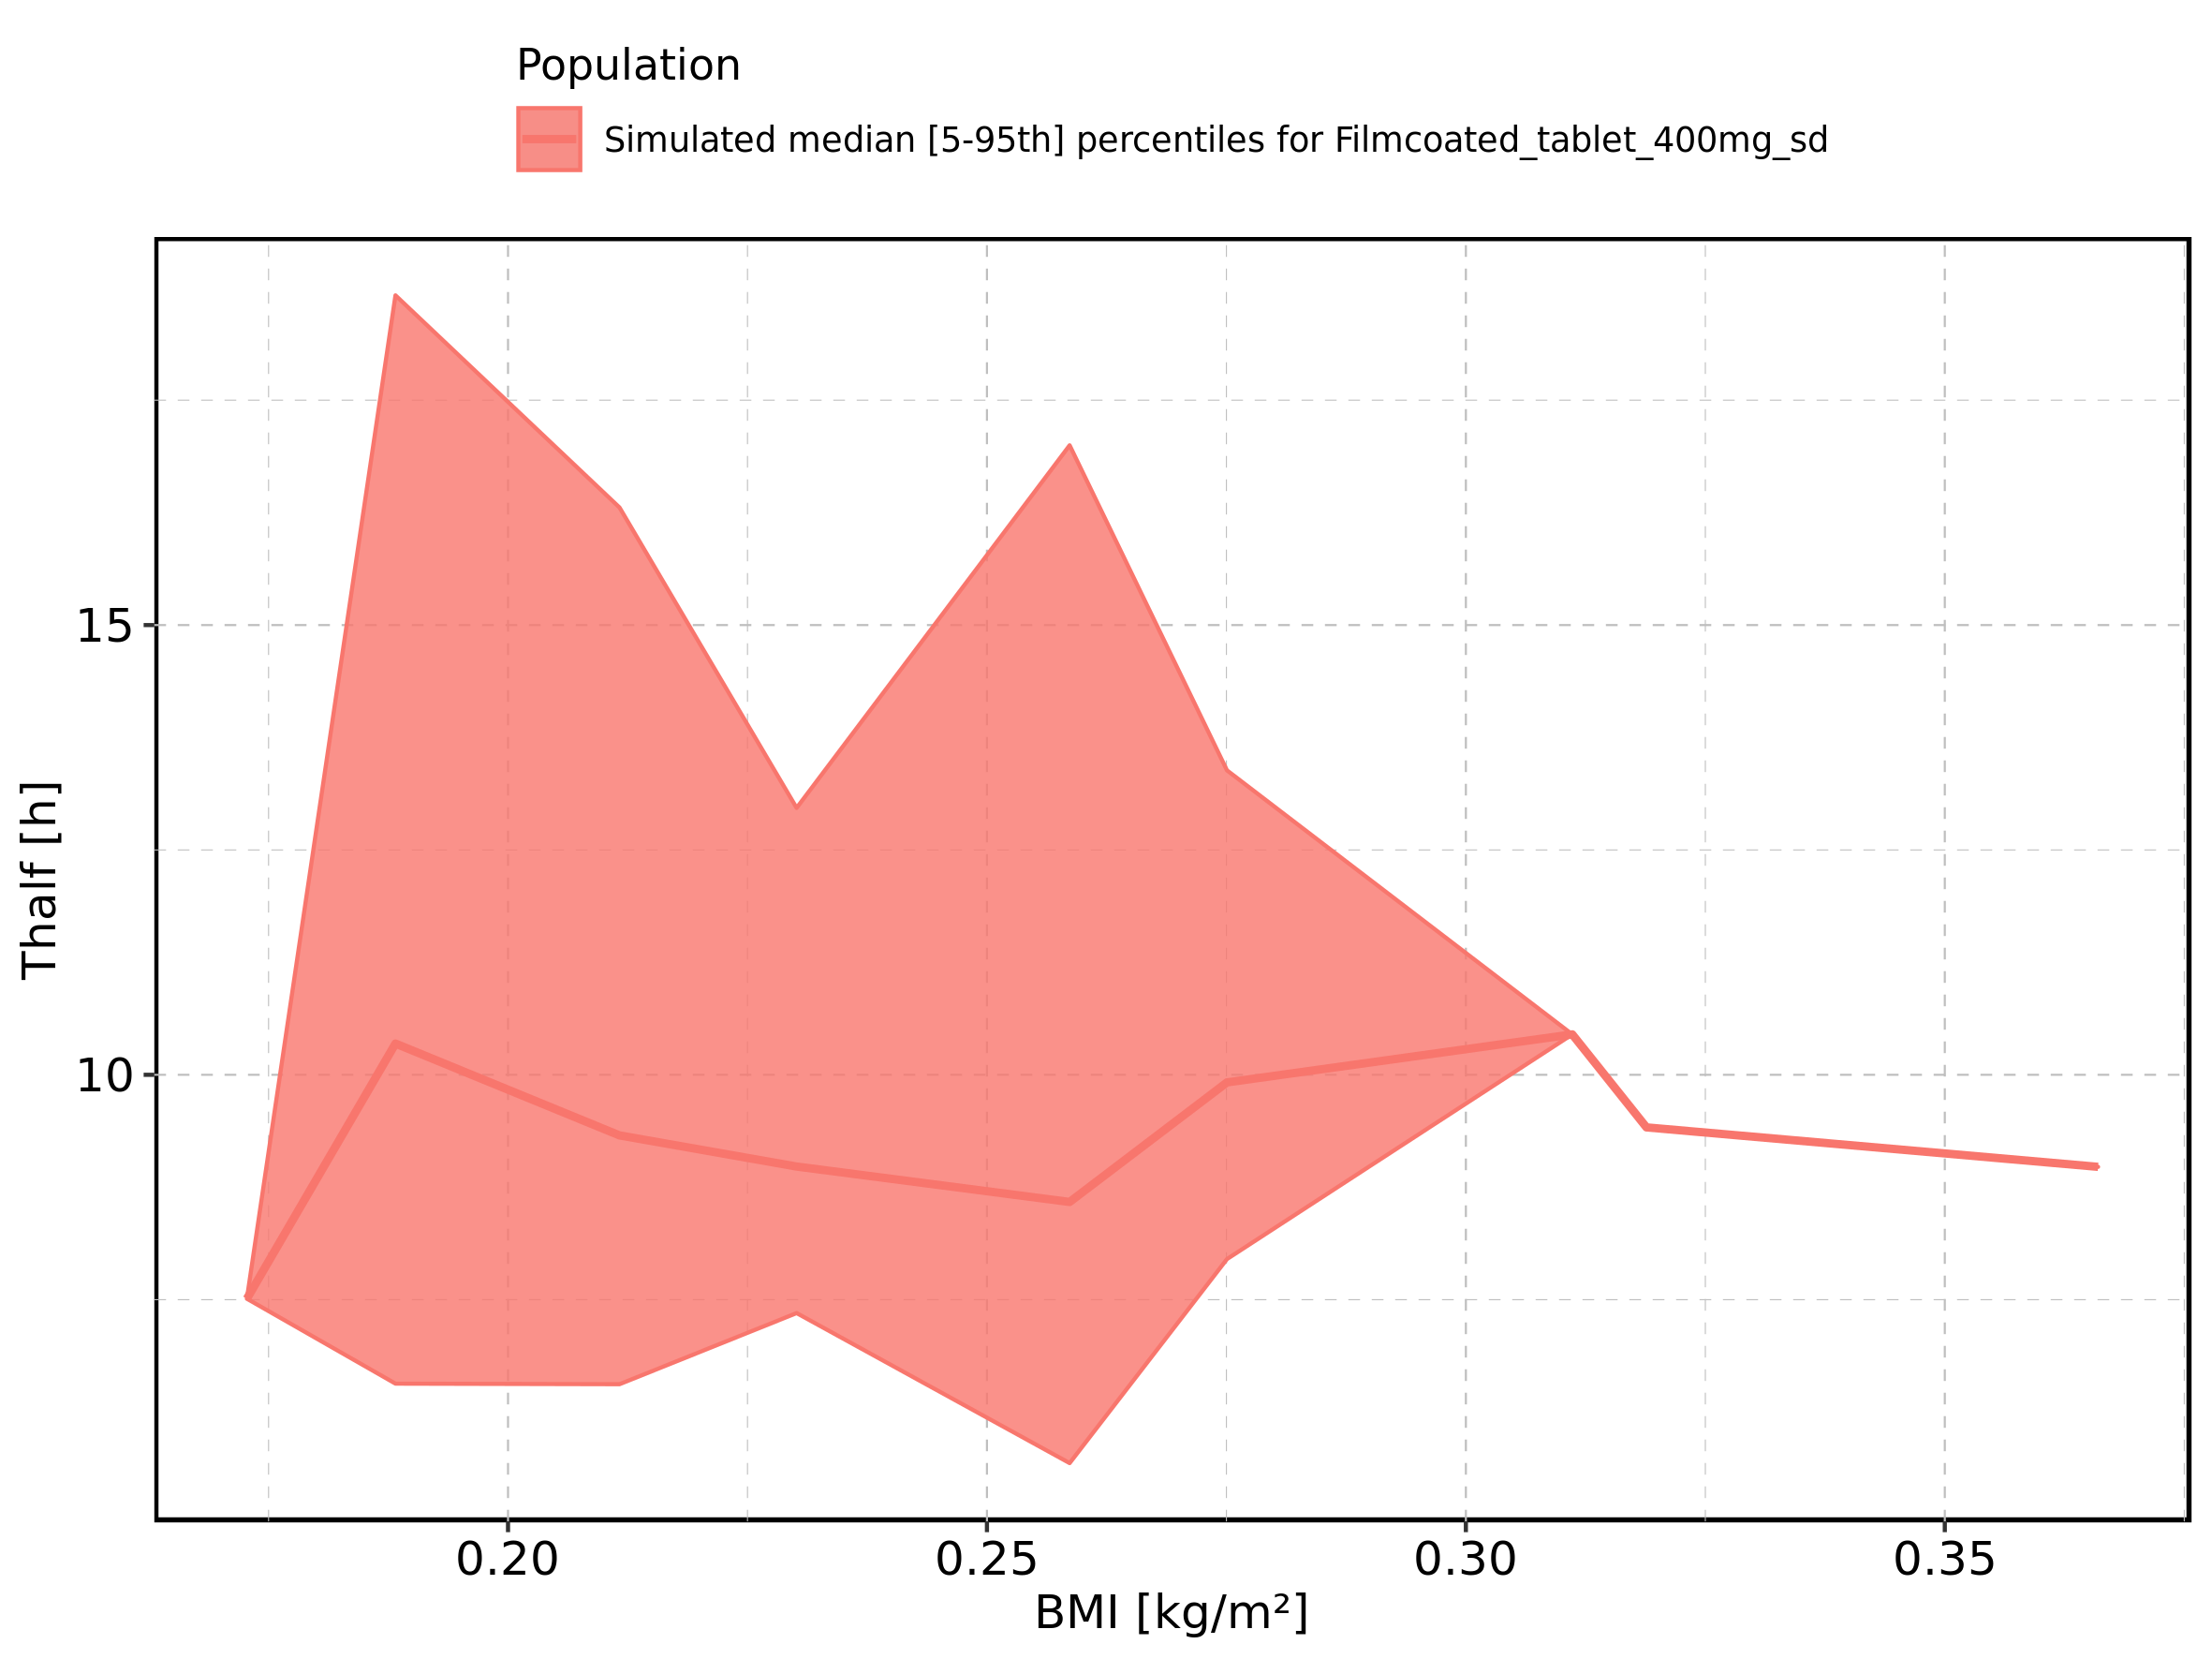 Population
Simulated median [5-95th] percentiles for Filmcoated_tablet_400mg_sd
15
10
Thalf [h]
0.20 0.25 0.30 0.35
BMI [kg/m²]